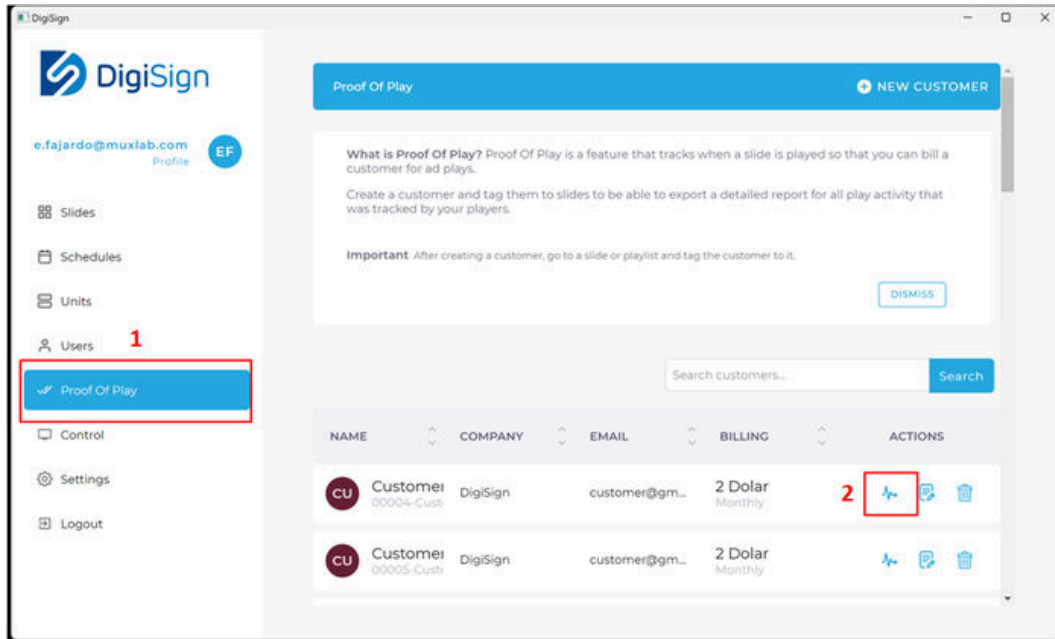 DigiSign
DigiSign
e.fajardo@muxlab.com
Profile
EF
Slides
Schedules
Units
Users
1
Proof Of Play
Control
Settings
Logout
Proof Of Play
NEW CUSTOMER
What is Proof Of Play? Proof Of Play is a feature that tracks when a slide is played so that you can bill a
customer for ad plays.
Create a customer and tag them to slides to be able to export a detailed report for all play activity that
was tracked by your players.
Important After creating a customer, go to a slide or playlist and tag the customer to it.
DISMISS
Search customers...
Search
NAME COMPANY EMAIL BILLING ACTIONS
CU Customer DigiSign customer@gm... 2 Dolar 2
00004-Cust Monthly
CU Customer DigiSign customer@gm... 2 Dolar
00005-Cust Monthly